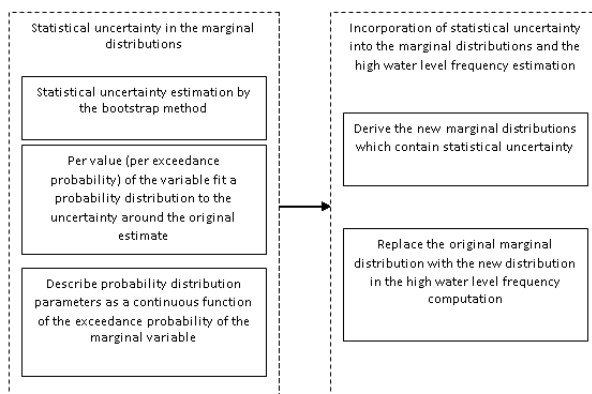 Statistical uncertainty in the marginal
distributions
Statistical uncertainty estimation by
the bootstrap method
Per value (per exceedance
probability) of the variable fit a
probability distribution to the
uncertainty around the original
estimate
Describe probability distribution
parameters as a continuous function
of the exceedance probability of the
marginal variable
Incorporation of statistical uncertainty
into the marginal distributions and the
high water level frequency estimation
Derive the new marginal distributions
which contain statistical uncertainty
Replace the original marginal
distribution with the new distribution
in the high water level frequency
computation